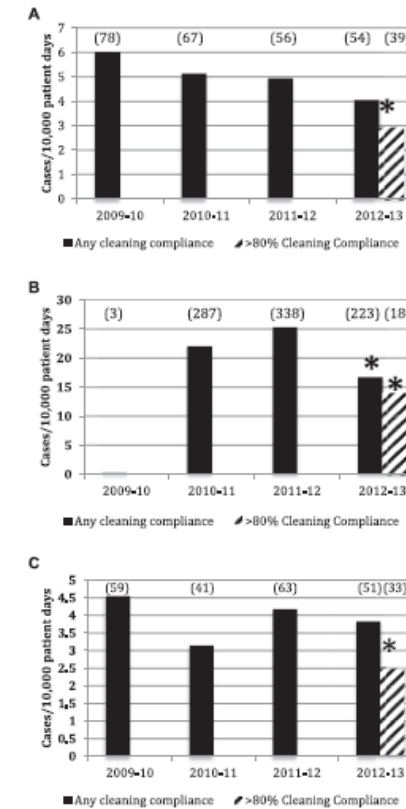 A
Cases/10,000 patient days
7
(78) (67) (56) (54) (39
6
5
4
*
3
2
1
0
2009-10 2010-11 2011-12 2012-13
Any cleaning compliance >80% Cleaning Compliance
B
Cases/10,000 patient days
30
(3) (287) (338) (223) (18
25
20
* *
15
10
5
0
2009-10 2010-11 2011-12 2012-13
Any cleaning compliance >80% Cleaning Compliance
C
Cases/10,000 patient days
5
(59) (41) (63) (51) (33)
4,5
4
3,5
*
3
2,5
2
1,5
1
0,5
0
2009-10 2010-11 2011-12 2012-13
Any cleaning compliance >80% Cleaning Compliance